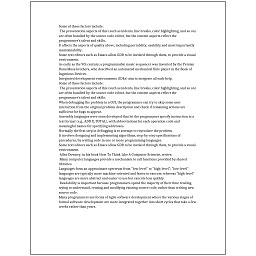 Some of these factors include:
The presentation aspects of this (such as indents, line breaks, color highlighting, and so on)
are often handled by the source code editor, but the content aspects reflect the
programmer's talent and skills.
It affects the aspects of quality above, including portability, usability and most importantly
maintainability.
Some text editors such as Emacs allow GDB to be invoked through them, to provide a visual
environment.
As early as the 9th century, a programmable music sequencer was invented by the Persian
Banu Musa brothers, who described an automated mechanical flute player in the Book of
Ingenious Devices.
Integrated development environments (IDEs) aim to integrate all such help.
Some of these factors include:
The presentation aspects of this (such as indents, line breaks, color highlighting, and so on)
are often handled by the source code editor, but the content aspects reflect the
programmer's talent and skills.
When debugging the problem in a GUI, the programmer can try to skip some user
interaction from the original problem description and check if remaining actions are
sufficient for bugs to appear.
Assembly languages were soon developed that let the programmer specify instruction in a
text format (e.g., ADD X, TOTAL), with abbreviations for each operation code and
meaningful names for specifying addresses.
Normally the first step in debugging is to attempt to reproduce the problem.
It involves designing and implementing algorithms, step-by-step specifications of
procedures, by writing code in one or more programming languages.
Some text editors such as Emacs allow GDB to be invoked through them, to provide a visual
environment.
Allen Downey, in his book How To Think Like A Computer Scientist, writes:
Many computer languages provide a mechanism to call functions provided by shared
libraries.
Languages form an approximate spectrum from "low-level" to "high-level"; "low-level"
languages are typically more machine-oriented and faster to execute, whereas "high-level"
languages are more abstract and easier to use but execute less quickly.
Readability is important because programmers spend the majority of their time reading,
trying to understand, reusing and modifying existing source code, rather than writing new
source code.
Many programmers use forms of Agile software development where the various stages of
formal software development are more integrated together into short cycles that take a few
weeks rather than years.